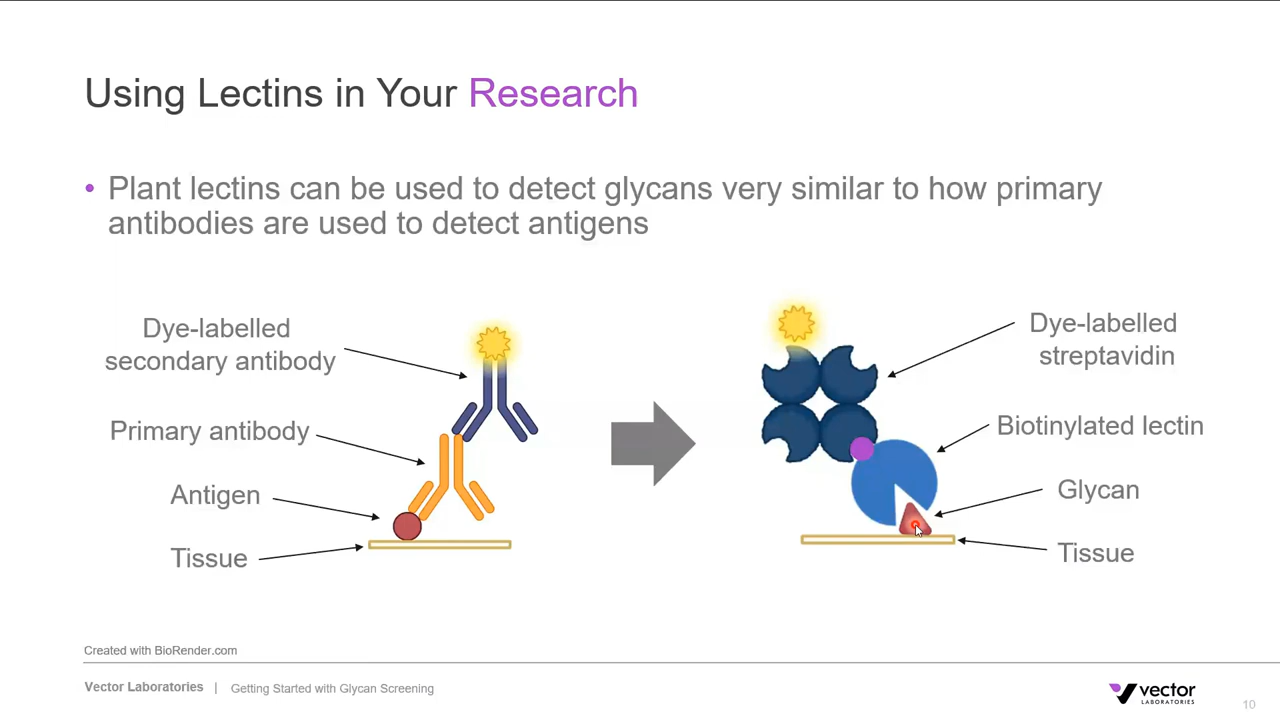 Using Lectins in Your Research
• Plant lectins can be used to detect glycans very similar to how primary
antibodies are used to detect antigens
Dye-labelled
secondary antibody
Primary antibody
Antigen
Tissue
Dye-labelled
streptavidin
Biotinylated lectin
Glycan
Tissue
Created with BioRender.com
Vector Laboratories | Getting Started with Glycan Screening
vector
LABORATORIES
10